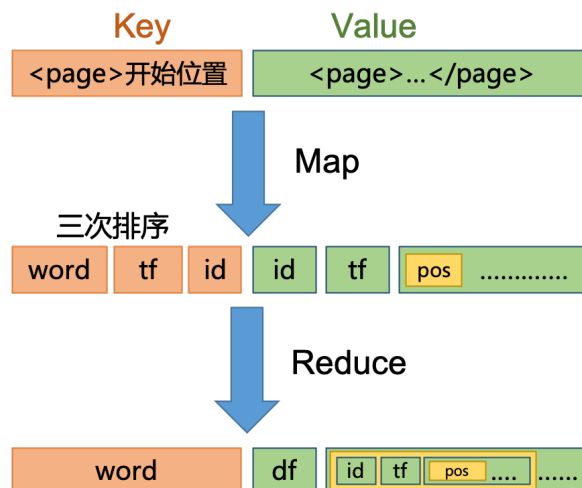 Key Value
<page>开始位置 <page>...</page>
Map
三次排序
word tf id id tf pos .............
Reduce
word df id tf pos .... ......